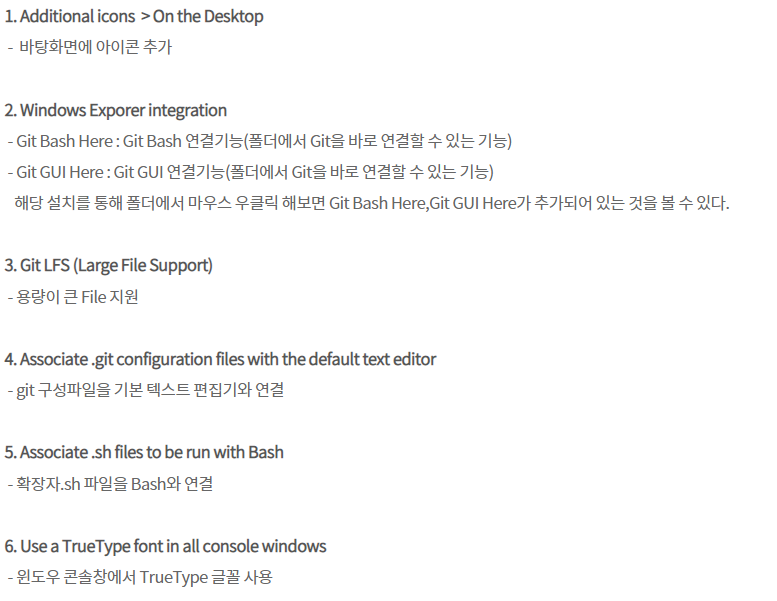 1. Additional icons > On the Desktop
- 바탕화면에 아이콘 추가
2. Windows Exporer integration
- Git Bash Here : Git Bash 연결기능(폴더에서 Git을 바로 연결할 수 있는 기능)
- Git GUI Here : Git GUI 연결기능(폴더에서 Git을 바로 연결할 수 있는 기능)
해당 설치를 통해 폴더에서 마우스 우클릭 해보면 Git Bash Here,Git GUI Here가 추가되어 있는 것을 볼 수 있다.
3. Git LFS (Large File Support)
- 용량이 큰 File 지원
4. Associate .git configuration files with the default text editor
- git 구성파일을 기본 텍스트 편집기와 연결
5. Associate .sh files to be run with Bash
- 확장자.sh 파일을 Bash와 연결
6. Use a TrueType font in all console windows
- 윈도우 콘솔창에서 TrueType 글꼴 사용